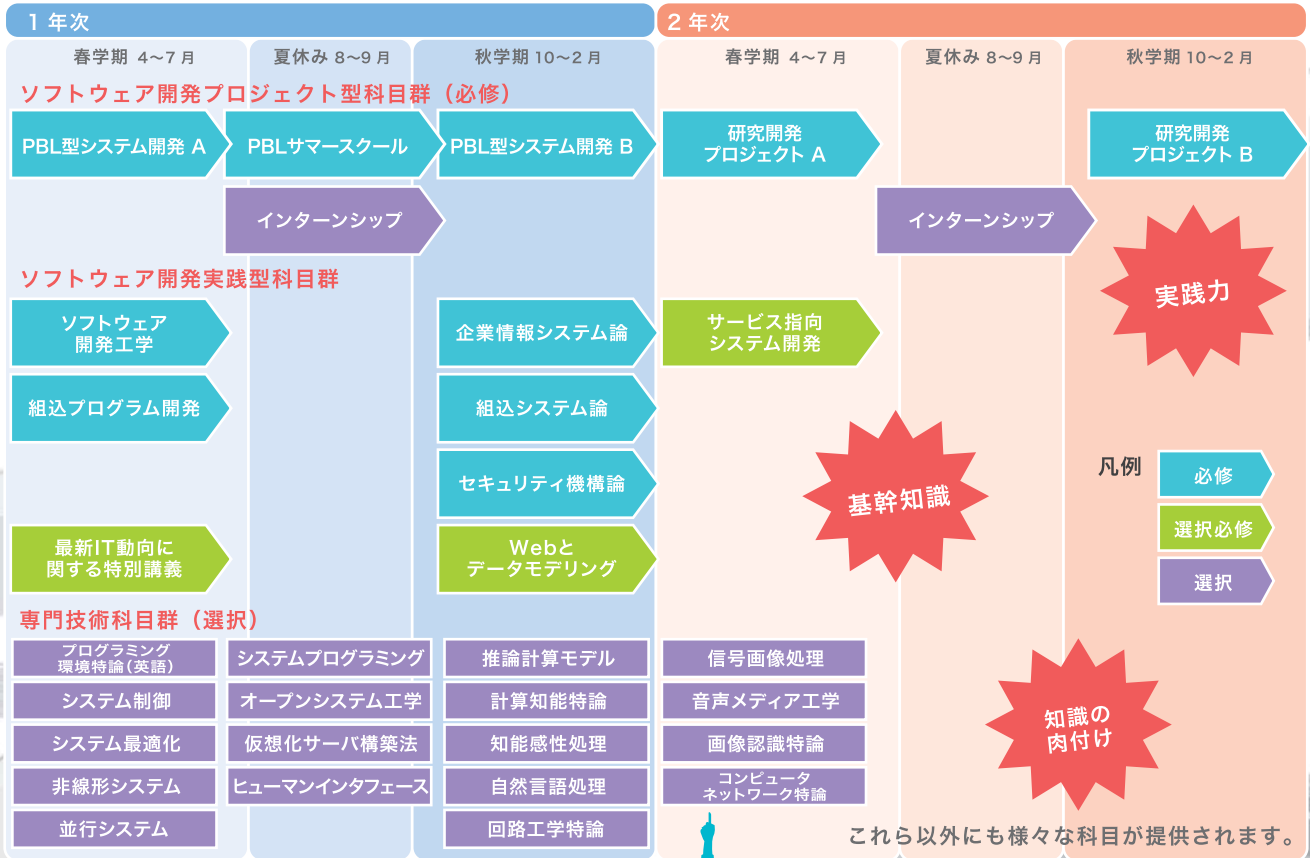 1 年次
2 年次
春学期 4〜7 月
夏休み 8〜9 月
秋学期 10〜2 月
春学期 4〜7 月
夏休み 8〜9 月
秋学期 10〜2 月
ソフトウェア開発プロジェクト型科目群（必修）
PBL型システム開発 A
PBLサマースクール
PBL型システム開発 B
研究開発
プロジェクト A
研究開発
プロジェクト B
インターンシップ
インターンシップ
実践力
ソフトウェア開発実践型科目群
ソフトウェア
開発工学
企業情報システム論
サービス指向
システム開発
組込プログラム開発
組込システム論
セキュリティ機構論
基幹知識
凡例
必修
選択必修
選択
最新IT動向に
関する特別講義
Webと
データモデリング
専門技術科目群（選択）
プログラミング
環境特論（英語）
システムプログラミング
推論計算モデル
信号画像処理
システム制御
オープンシステム工学
計算知能特論
音声メディア工学
システム最適化
仮想化サーバ構築法
知能感性処理
画像認識特論
非線形システム
ヒューマンインタフェース
自然言語処理
コンピュータ
ネットワーク特論
並行システム
回路工学特論
知識の
肉付け
これら以外にも様々な科目が提供されます。